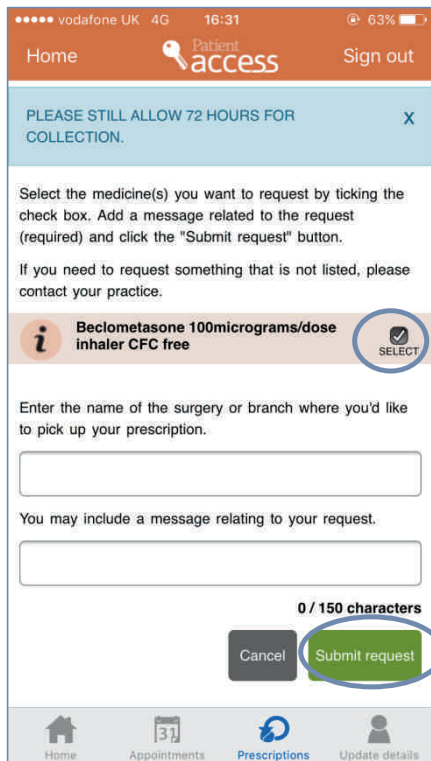 vodafone UK 4G 16:31 63%
Home Patient access Sign out
PLEASE STILL ALLOW 72 HOURS FOR X
COLLECTION.
Select the medicine(s) you want to request by ticking the
check box. Add a message related to the request
(required) and click the "Submit request" button.
If you need to request something that is not listed, please
contact your practice.
i Beclometasone 100micrograms/dose
inhaler CFC free SELECT
Enter the name of the surgery or branch where you'd like
to pick up your prescription.
You may include a message relating to your request.
0 / 150 characters
Cancel Submit request
31
Home Appointments Prescriptions Update details